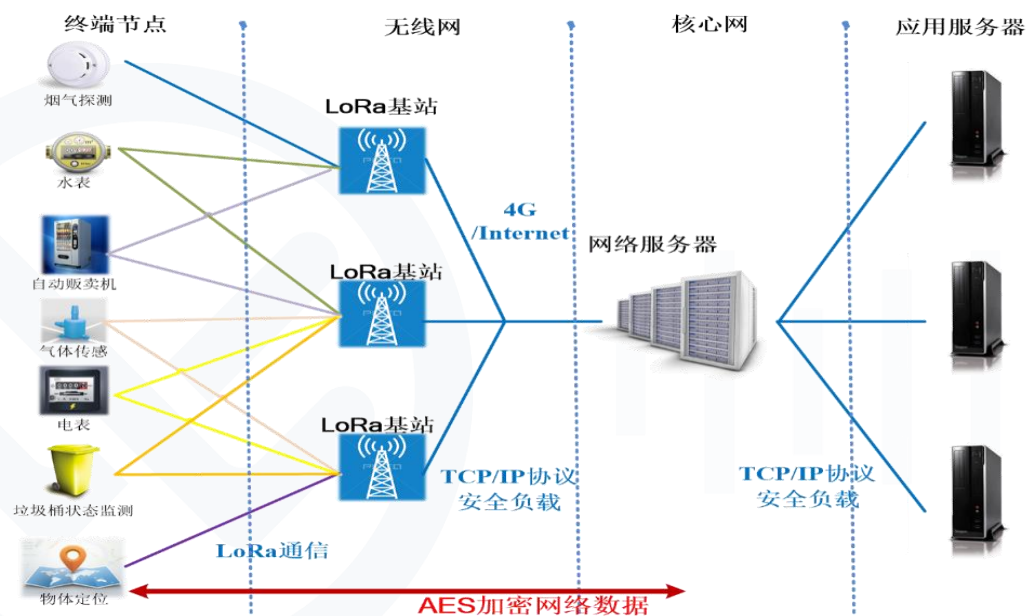 终端节点
无线网
核心网
应用服务器
烟气探测
水表
自动贩卖机
气体传感
电表
垃圾桶状态监测
物体定位
LoRa基站
LoRa基站
LoRa基站
4G
/Internet
网络服务器
TCP/IP协议
安全负载
TCP/IP协议
安全负载
LoRa通信
AES加密网络数据